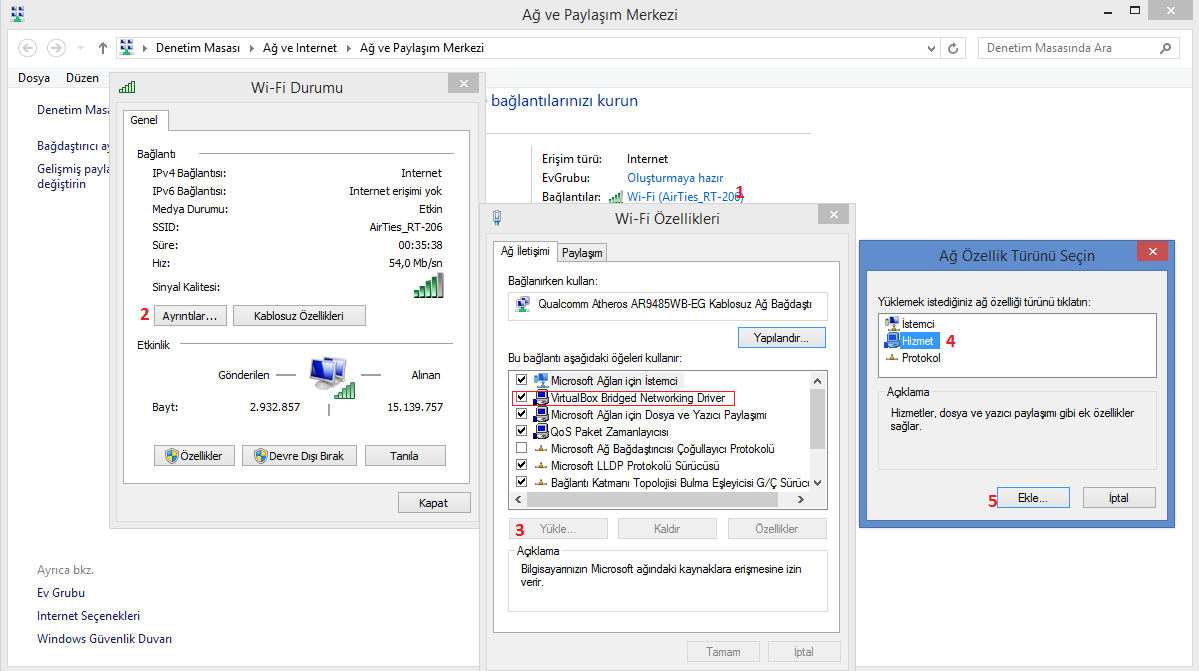 Ağ ve Paylaşım Merkezi
Denetim Masası Ağ ve Internet Ağ ve Paylaşım Merkezi
Denetim Masasında Ara
Dosya Düzen
Denetim Masa
Bağdaştırıcı ay
Gelişmiş payla
değiştirin
Ayrıca bkz.
Ev Grubu
Internet Seçenekleri
Windows Güvenlik Duvarı
bağlantılarınızı kurun
Erişim türü: Internet
EvGrubu: Oluşturmaya hazır
Bağlantılar: Wi-Fi (AirTies_RT-206)
1
Wi-Fi Durumu
Genel
Bağlantı
IPv4 Bağlantısı: Internet
IPv6 Bağlantısı: Internet erişimi yok
Medya Durumu: Etkin
SSID: AirTies_RT-206
Süre: 00:35:38
Hız: 54,0 Mb/sn
Sinyal Kalitesi:
2 Ayrıntılar... Kablosuz Özellikleri
Etkinlik
Gönderilen Alınan
Bayt: 2.932.857 15.139.757
Özellikler Devre Dışı Bırak Tanıla
Kapat
Wi-Fi Özellikleri
Ağ İletişimi Paylaşım
Bağlanırken kullan:
Qualcomm Atheros AR9485WB-EG Kablosuz Ağ Bağdaştı
Yapılandır...
Bu bağlantı aşağıdaki öğeleri kullanır:
Microsoft Ağları için İstemci
VirtualBox Bridged Networking Driver
Microsoft Ağları için Dosya ve Yazıcı Paylaşımı
QoS Paket Zamanlayıcısı
Microsoft Ağ Bağdaştırıcısı Çoğullayıcı Protokolü
Microsoft LLDP Protokolü Sürücüsü
Bağlantı Katmanı Topolojisi Bulma Eşleyicisi G/Ç Sürücü
3 Yükle... Kaldır Özellikler
Açıklama
Bilgisayarınızın Microsoft ağındaki kaynaklara erişmesine izin
verir.
Tamam İptal
Ağ Özellik Türünü Seçin
Yüklemek istediğiniz ağ özelliği türünü tıklatın:
İstemci
Hizmet 4
Protokol
Açıklama
Hizmetler, dosya ve yazıcı paylaşımı gibi ek özellikler
sağlar.
5 Ekle... İptal